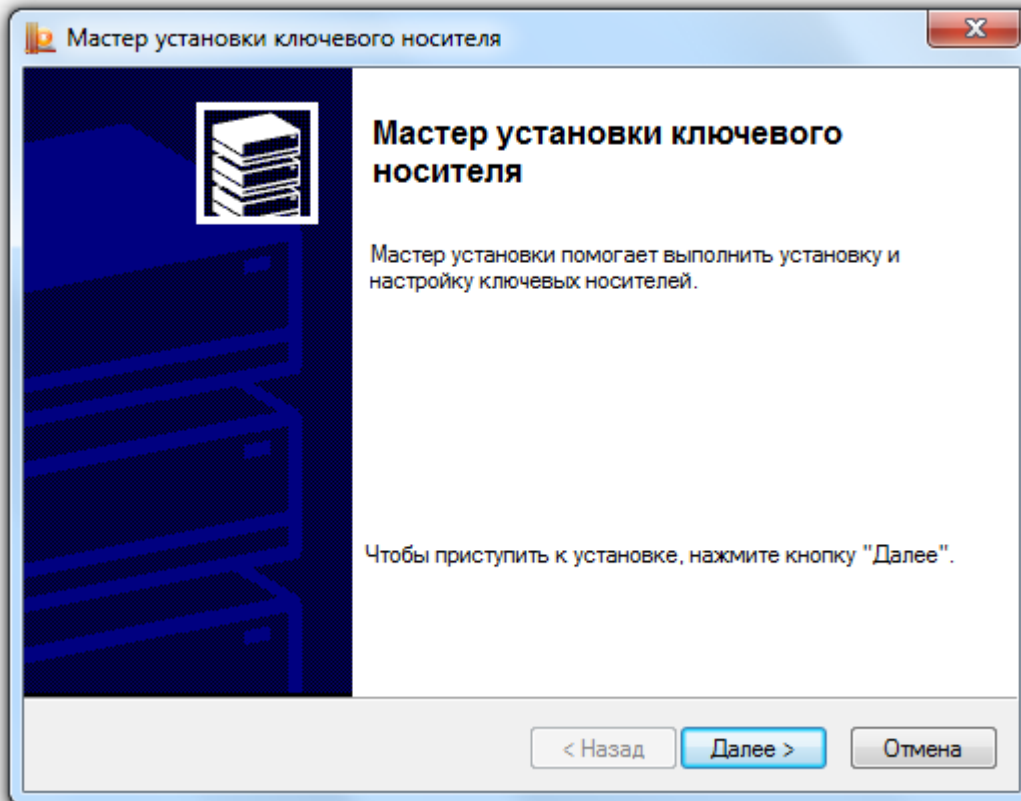 Мастер установки ключевого носителя
Мастер установки ключевого
носителя
Мастер установки помогает выполнить установку и
настройку ключевых носителей.
Чтобы приступить к установке, нажмите кнопку "Далее".
< Назад
Далее >
Отмена